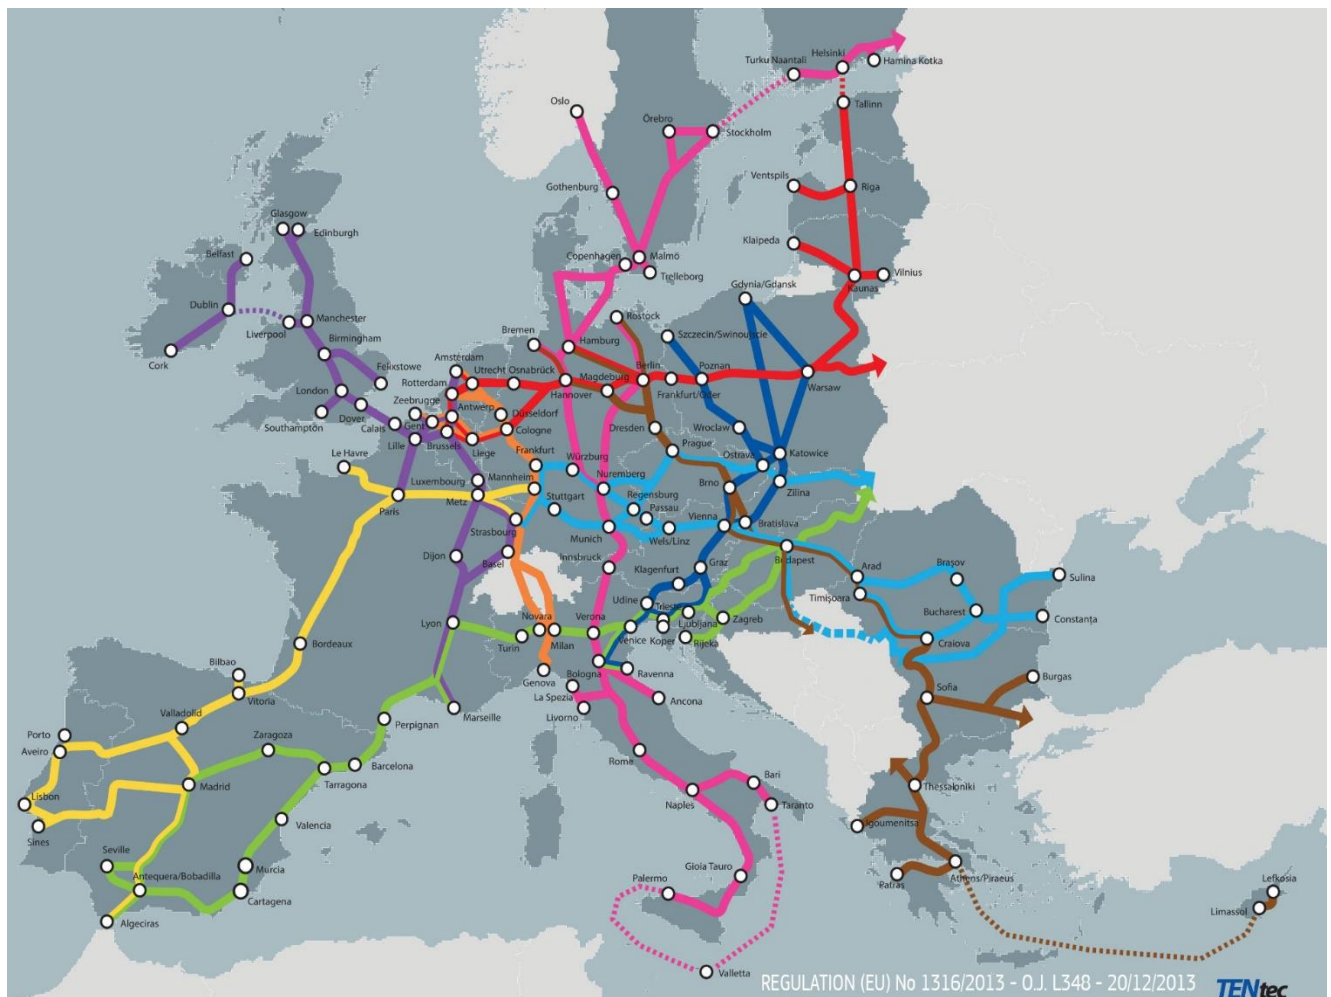 Helsinki
Turku Naantali
Hamina Kotka
Oslo
Örebro
Stockholm
Tallinn
Ventspils
Riga
Gothenburg
Glasgow
Edinburgh
Klaipeda
Belfast
Copenhagen
Malmö
Trelleborg
Vilnius
Kaunas
Gdynia/Gdansk
Dublin
Liverpool
Manchester
Rostock
Bremen
Hamburg
Szczecin/Swinoujscie
Birmingham
Cork
Felixstowe
Amsterdam
Utrecht
Osnabrück
Magdeburg
Berlin
Poznan
Warsaw
London
Rotterdam
Hannover
Frankfurt/Oder
Zeebrugge
Antwerp
Düsseldorf
Dover
Southampton
Calais
Gent
Cologne
Dresden
Wroclaw
Lille
Brussels
Liege
Frankfurt
Würzburg
Prague
Ostrava
Katowice
Le Havre
Luxembourg
Mannheim
Nuremberg
Brno
Zilina
Paris
Metz
Stuttgart
Regensburg
Passau
Vienna
Bratislava
Strasbourg
Munich
Wels/Linz
Dijon
Basel
Innsbruck
Klagenfurt
Graz
Budapest
Arad
Braşov
Sulina
Timişoara
Udine
Trieste
Ljubljana
Zagreb
Bucharest
Constanţa
Lyon
Novara
Verona
Venice
Koper
Rijeka
Craiova
Turin
Milan
Bordeaux
Bilbao
Genova
Bologna
Ravenna
La Spezia
Ancona
Livorno
Sofia
Burgas
Vitoria
Marseille
Valladolid
Perpignan
Porto
Aveiro
Zaragoza
Rome
Barcelona
Tarragona
Madrid
Bari
Thessaloniki
Lisbon
Naples
Taranto
Sines
Valencia
Igoumenitsa
Seville
Murcia
Gioia Tauro
Antequera/Bobadilla
Palermo
Patras
Athens/Piraeus
Lefkosia
Cartagena
Limassol
Algeciras
Valletta
REGULATION (EU) No 1316/2013 - O.J. L348 - 20/12/2013
TENtec